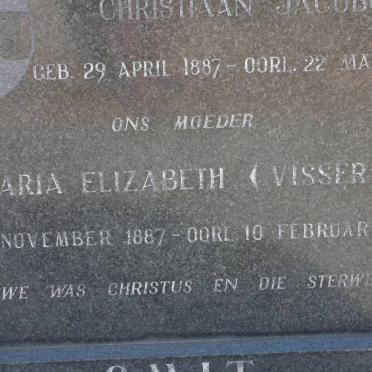 CHRISTIAAN JACOB
GEB. 29 APRIL 1887 - OORL. 22 MA
ONS MOEDER
ARIA ELIZABETH (VISSER
NOVEMBER 1887 - OORL. 10 FEBRUAR
WE WAS CHRISTUS EN DIE STERWE
SMIT